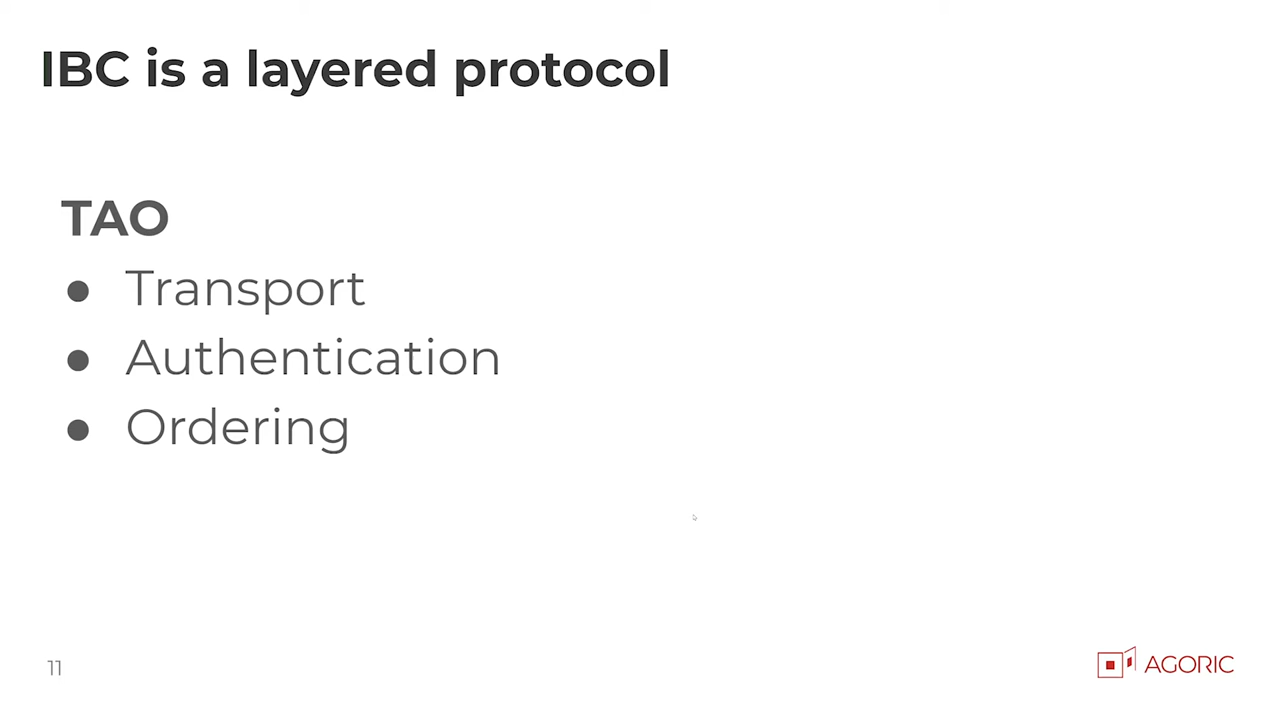 IBC is a layered protocol
TAO
● Transport
● Authentication
● Ordering
11
AGORIC